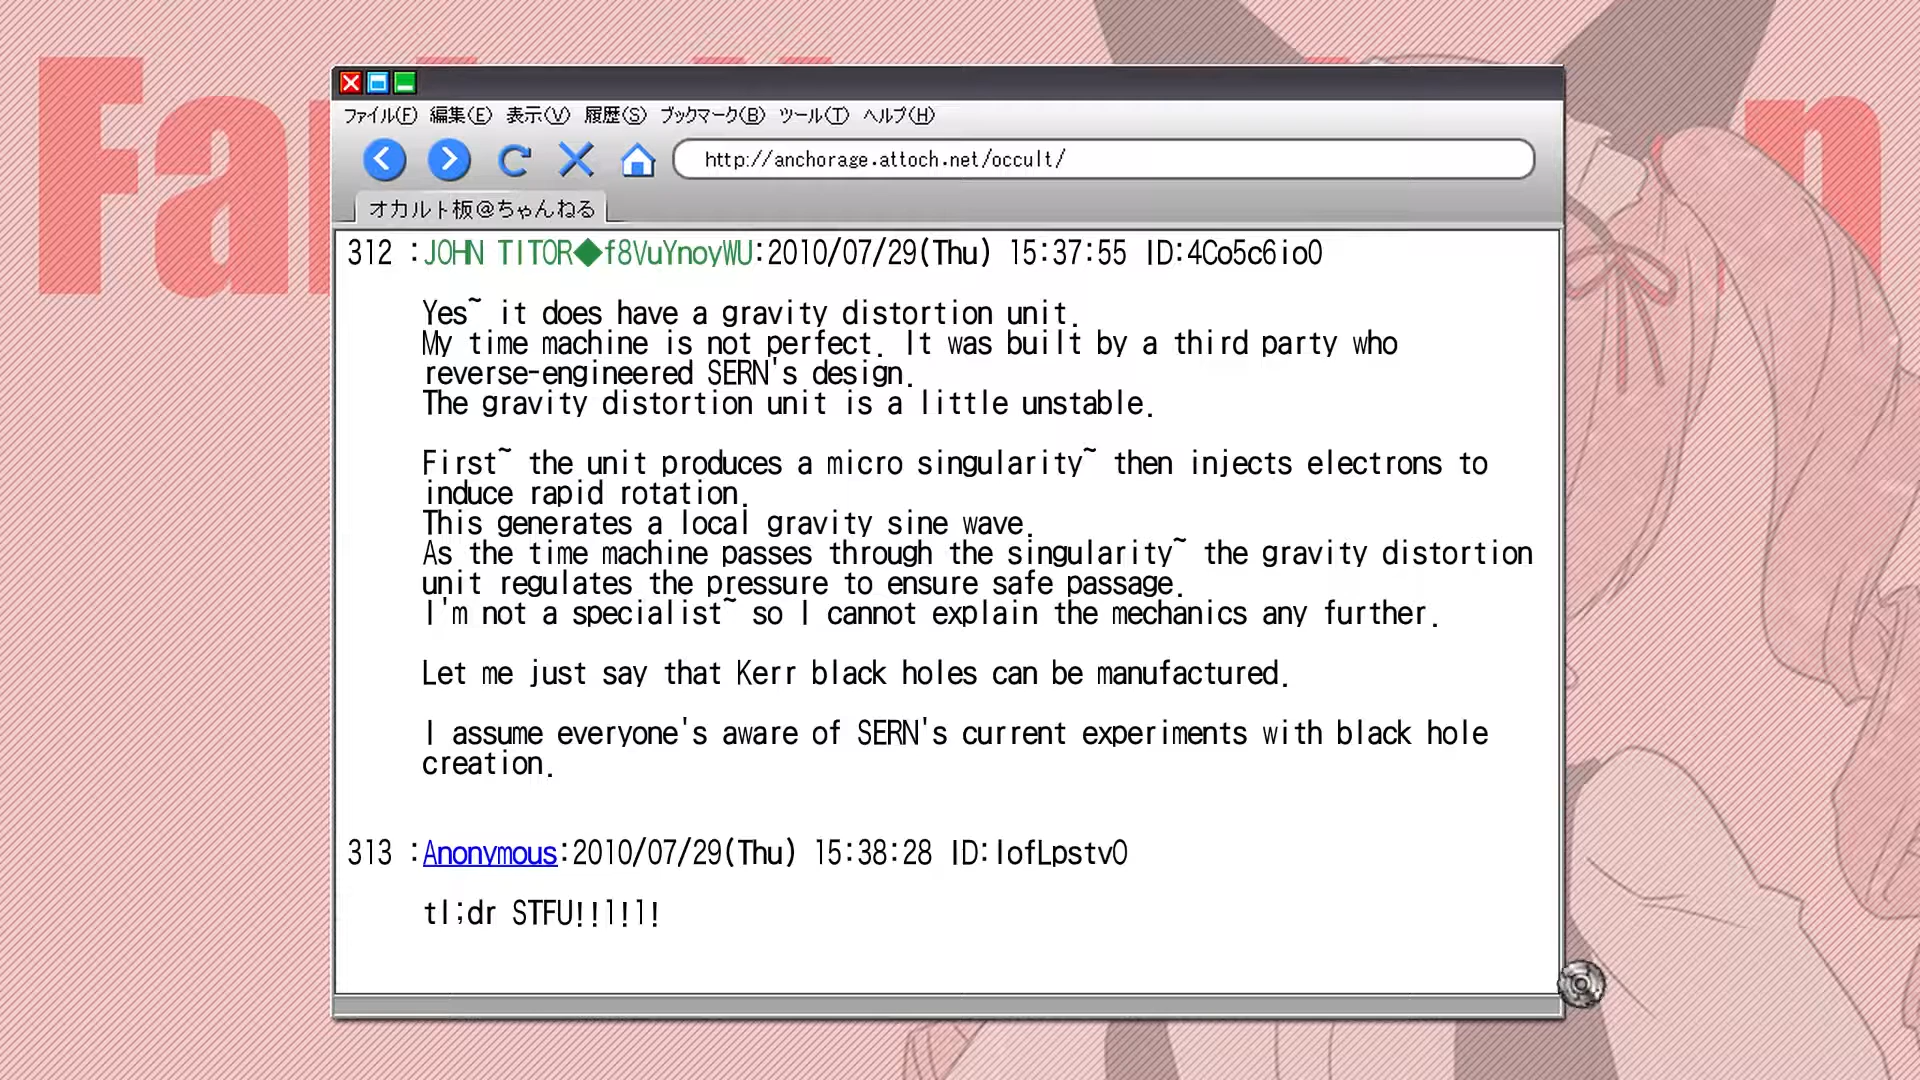 ファイル(F) 編集(E) 表示(V) 履歴(S) ブックマーク(B) ツール(T) ヘルプ(H)
http://anchorage.attoch.net/occult/
オカルト板@ちゃんねる
312 :JOHN TITOR◆f8VuYnoyWU:2010/07/29(Thu) 15:37:55 ID:4Co5c6io0
Yes~ it does have a gravity distortion unit.
My time machine is not perfect. It was built by a third party who
reverse-engineered SERN's design.
The gravity distortion unit is a little unstable.
First~ the unit produces a micro singularity~ then injects electrons to
induce rapid rotation.
This generates a local gravity sine wave.
As the time machine passes through the singularity~ the gravity distortion
unit regulates the pressure to ensure safe passage.
I'm not a specialist~ so I cannot explain the mechanics any further.
Let me just say that Kerr black holes can be manufactured.
I assume everyone's aware of SERN's current experiments with black hole
creation.
313 :Anonymous:2010/07/29(Thu) 15:38:28 ID:lofLpstv0
tl;dr STFU!!1!1!